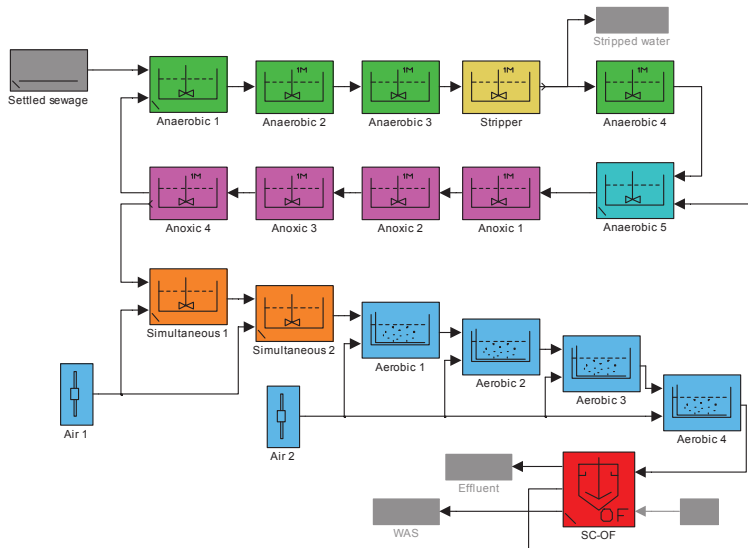 Stripped water
1M
1M
1M
Settled sewage
Anaerobic 1
Anaerobic 2
Anaerobic 3
Stripper
Anaerobic 4
1M
1M
1M
1M
Anoxic 4
Anoxic 3
Anoxic 2
Anoxic 1
Anaerobic 5
Simultaneous 1
Simultaneous 2
Aerobic 1
Aerobic 2
Aerobic 3
Aerobic 4
Air 1
Air 2
Effluent
OF
WAS
SC-OF